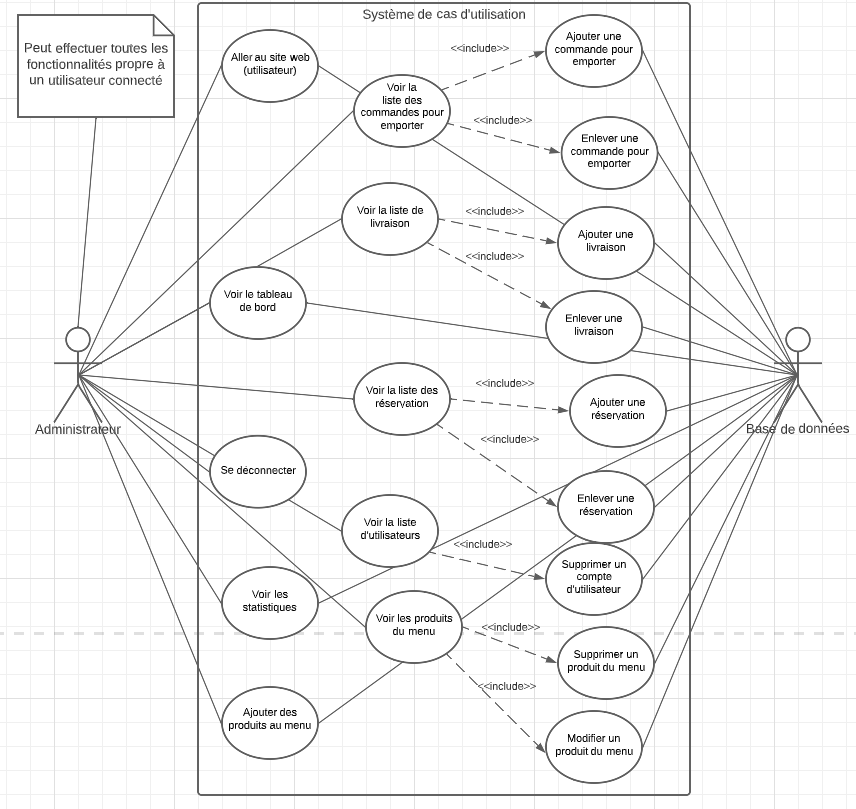 Système de cas d'utilisation
Peut effectuer toutes les
fonctionnalités propre à
un utilisateur connecté
Aller au site web
(utilisateur)
Voir la
liste des
commandes pour
emporter
<<include>>
Ajouter une
commande pour
emporter
<<include>>
Enlever une
commande pour
emporter
Voir la liste de
livraison
<<include>>
Ajouter une
livraison
<<include>>
Voir le tableau
de bord
Enlever une
livraison
Voir la liste des
réservation
<<include>>
Ajouter une
réservation
Administrateur
Base de données
<<include>>
Se déconnecter
Enlever une
réservation
Voir la liste
d'utilisateurs
<<include>>
Supprimer un
compte
d'utilisateur
Voir les
statistiques
Voir les produits
du menu
<<include>>
Supprimer un
produit du menu
<<include>>
Ajouter des
produits au menu
Modifier un
produit du menu